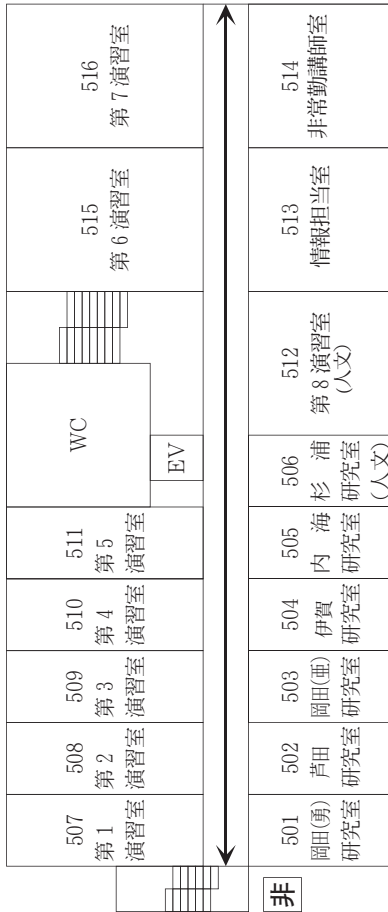 507
第1
演習室
508
第2
演習室
509
第3
演習室
510
第4
演習室
511
第5
演習室
WC
EV
515
第6演習室
516
第7演習室
501
岡田(勇)
研究室
502
芦田
研究室
503
岡田(亜)
研究室
504
伊賀
研究室
505
内海
研究室
506
杉浦
研究室
(人文)
512
第8演習室
(人文)
513
情報担当室
514
非常勤講師室
非